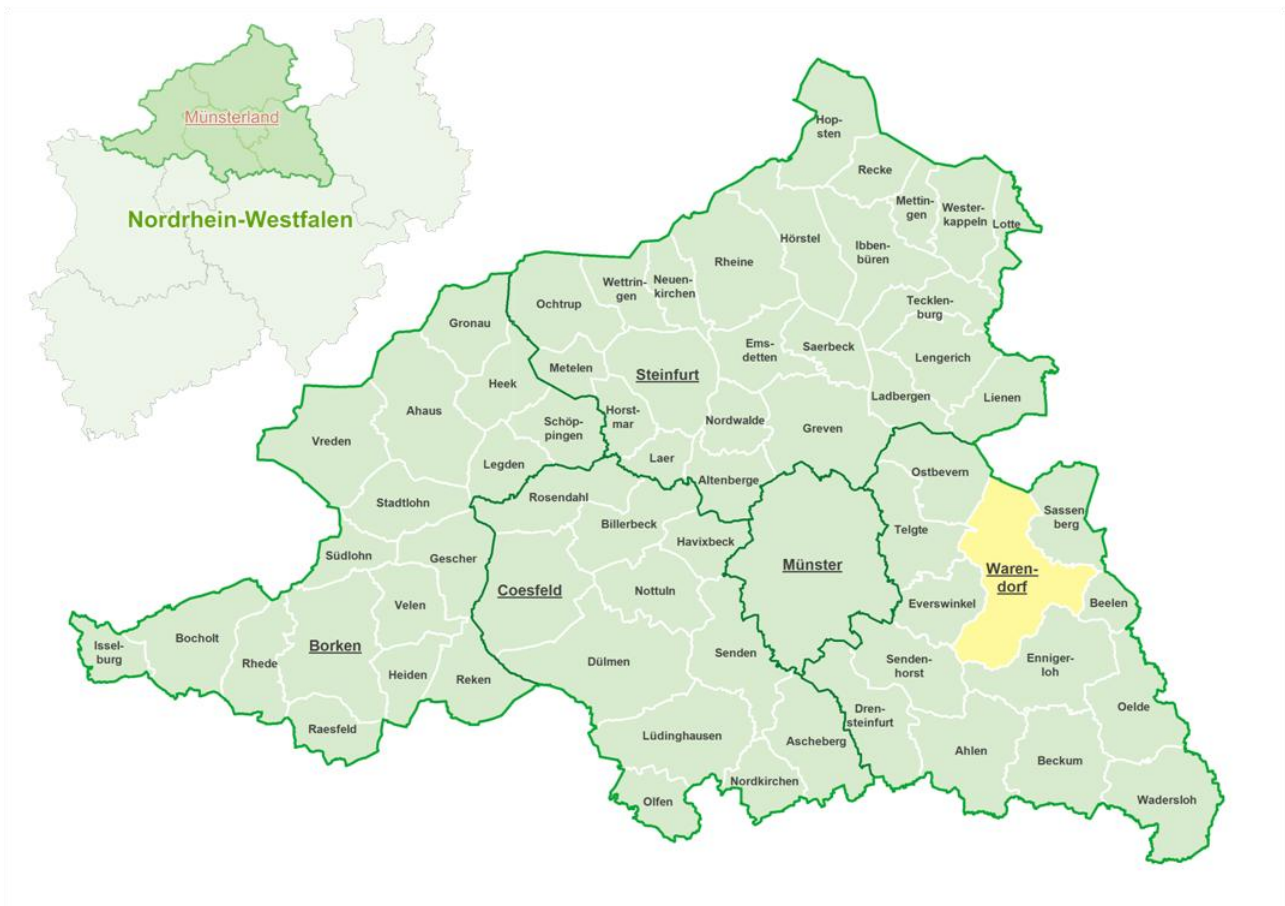 Münsterland
Nordrhein-Westfalen
Hop-
sten
Recke
Mettin-
gen
Wester-
kappeln
Lotte
Hörstel
Ibben-
büren
Rheine
Wettrin-
gen
Neuen-
kirchen
Ochtrup
Tecklen-
burg
Gronau
Ems-
detten
Saerbeck
Lengerich
Metelen
Steinfurt
Heek
Ladbergen
Lienen
Ahaus
Horst-
mar
Nordwalde
Greven
Schöp-
pingen
Vreden
Laer
Legden
Altenberge
Ostbevern
Stadtlohn
Rosendahl
Billerbeck
Sassen
berg
Telgte
Havixbeck
Südlohn
Gescher
Münster
Waren-
dorf
Coesfeld
Nottuln
Velen
Everswinkel
Beelen
Issel-
burg
Bocholt
Borken
Rhede
Senden
Dülmen
Senden-
horst
Enniger-
loh
Heiden
Reken
Oelde
Dren-
steinfurt
Raesfeld
Lüdinghausen
Ascheberg
Ahlen
Beckum
Nordkirchen
Olfen
Wadersloh